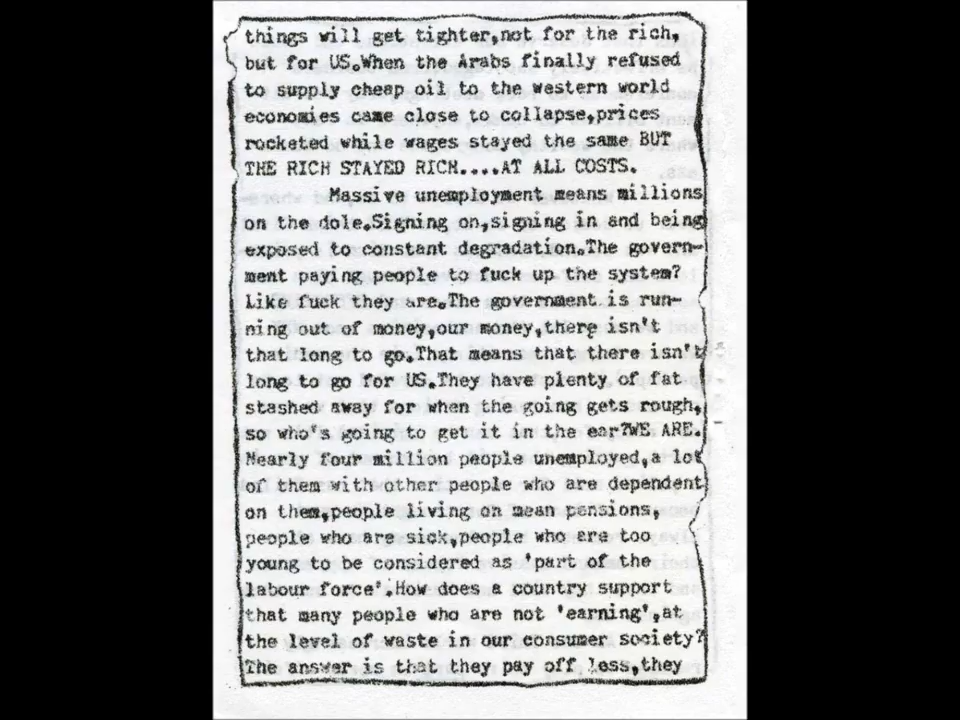 things will get tighter,not for the rich,
but for US.When the Arabs finally refused
to supply cheap oil to the western world
economies came close to collapse,prices
rocketed while wages stayed the same BUT
THE RICH STAYED RICH....AT ALL COSTS.
Massive unemployment means millions
on the dole.Signing on,signing in and being
exposed to constant degradation.The govern-
ment paying people to fuck up the system?
Like fuck they are.The government is run-
ning out of money,our money,there isn't
that long to go.That means that there isn't
long to go for US.They have plenty of fat
stashed away for when the going gets rough,
so who's going to get it in the ear?WE ARE.
Nearly four million people unemployed,a lot
of them with other people who are dependent
on them,people living on mean pensions,
people who are sick,people who are too
young to be considered as 'part of the
labour force'.How does a country support
that many people who are not 'earning',at
the level of waste in our consumer society?
The answer is that they pay off less,they